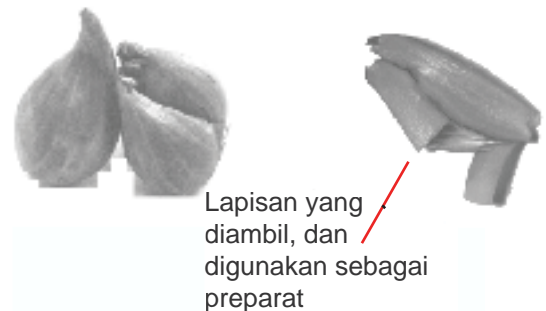 Lapisan yang
diambil, dan
digunakan sebagai
preparat